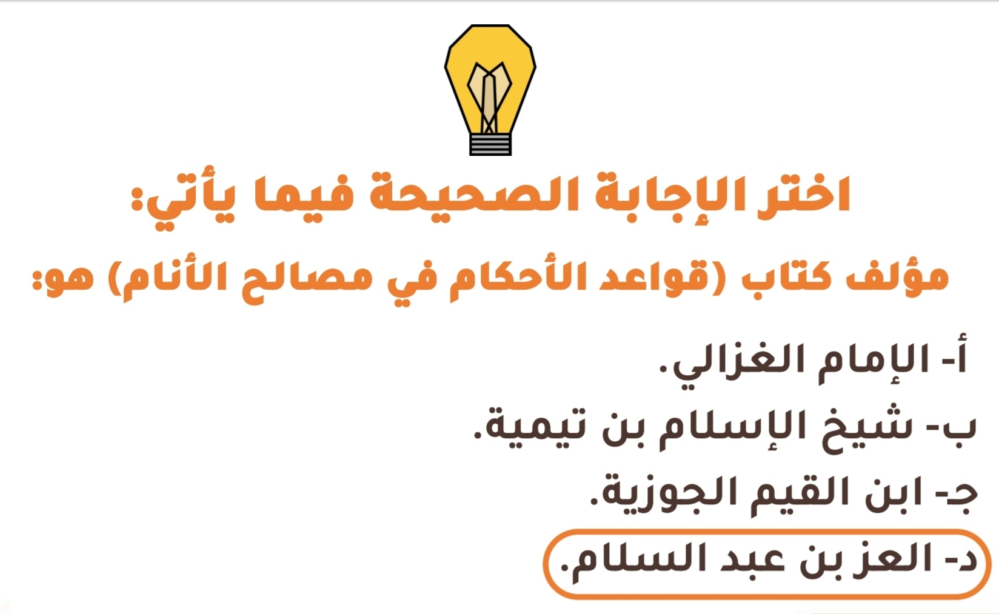 اختر الإجابة الصحيحة فيما يأتي:
مؤلف كتاب (قواعد الأحكام في مصالح الأنام) هو:
أ- الإمام الغزالي.
ب- شيخ الإسلام بن تيمية.
جـ- ابن القيم الجوزية.
د- العز بن عبد السلام.